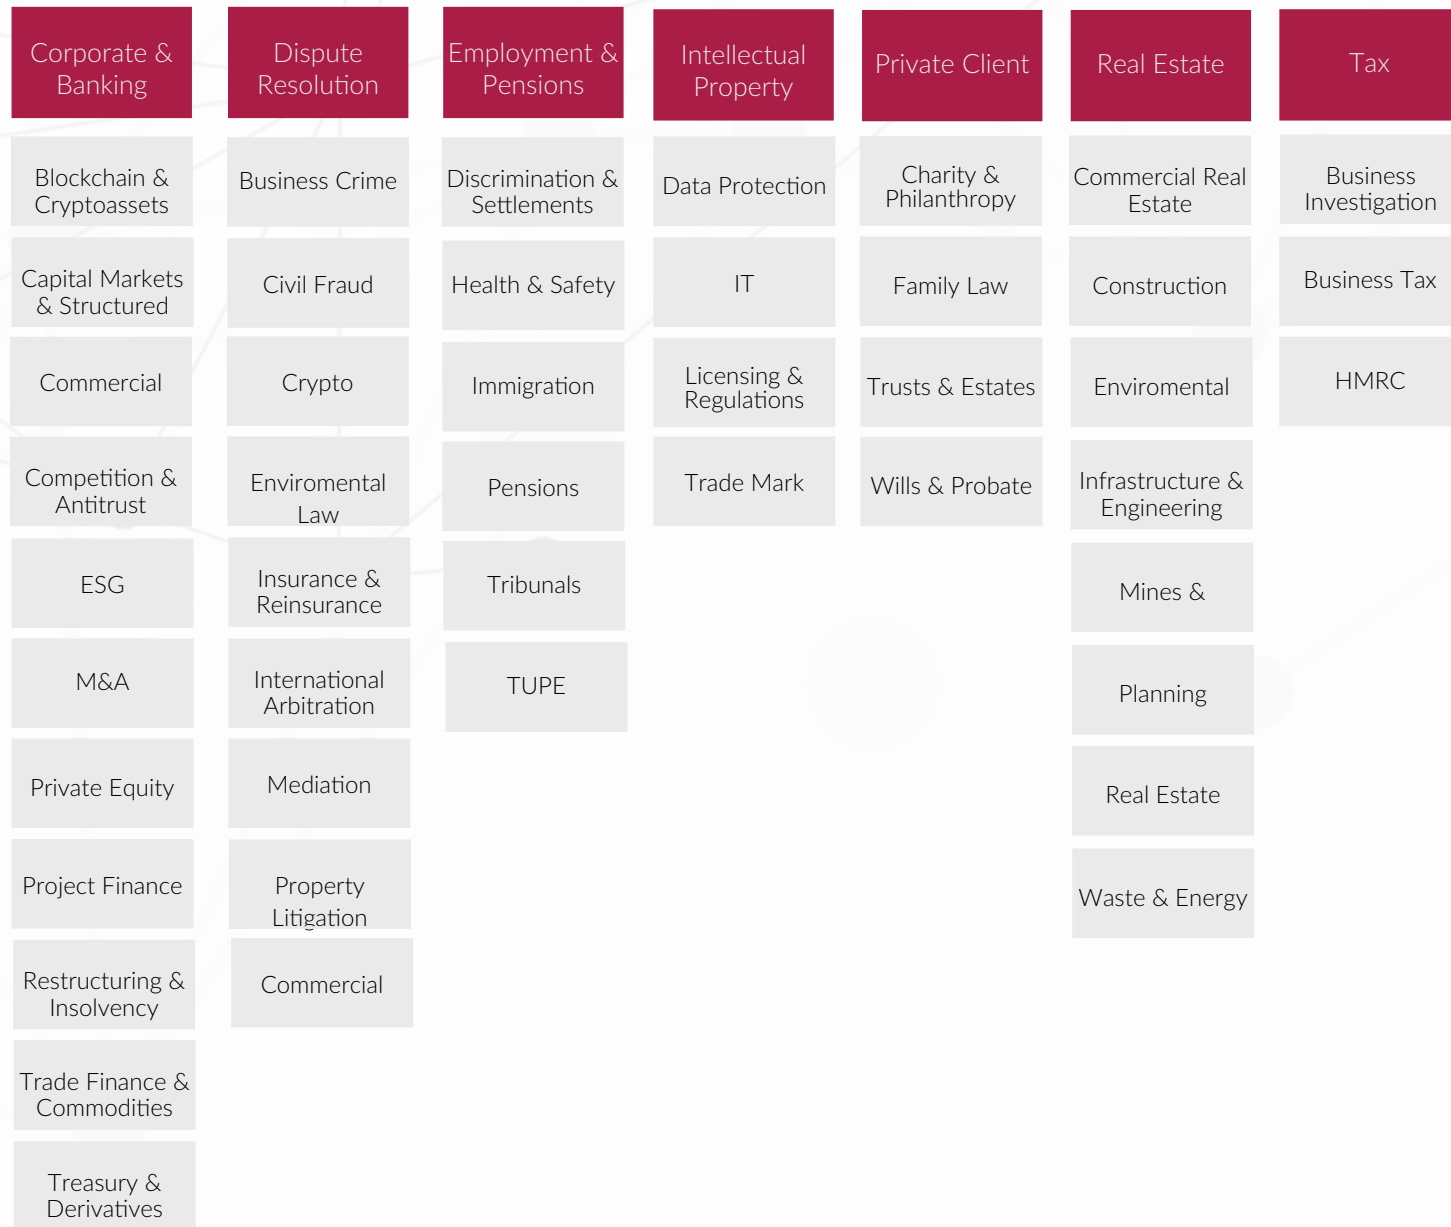 Corporate &
Banking
Blockchain &
Cryptoassets
Capital Markets
& Structured
Commercial
Competition &
Antitrust
ESG
M&A
Private Equity
Project Finance
Restructuring &
Insolvency
Trade Finance &
Commodities
Treasury &
Derivatives
Dispute
Resolution
Business Crime
Civil Fraud
Crypto
Enviromental
Law
Insurance &
Reinsurance
International
Arbitration
Mediation
Property
Litigation
Commercial
Employment &
Pensions
Discrimination &
Settlements
Health & Safety
Immigration
Pensions
Tribunals
TUPE
Intellectual
Property
Data Protection
IT
Licensing &
Regulations
Trade Mark
Private Client
Charity &
Philanthropy
Family Law
Trusts & Estates
Wills & Probate
Real Estate
Commercial Real
Estate
Construction
Enviromental
Infrastructure &
Engineering
Mines &
Planning
Real Estate
Waste & Energy
Tax
Business
Investigation
Business Tax
HMRC